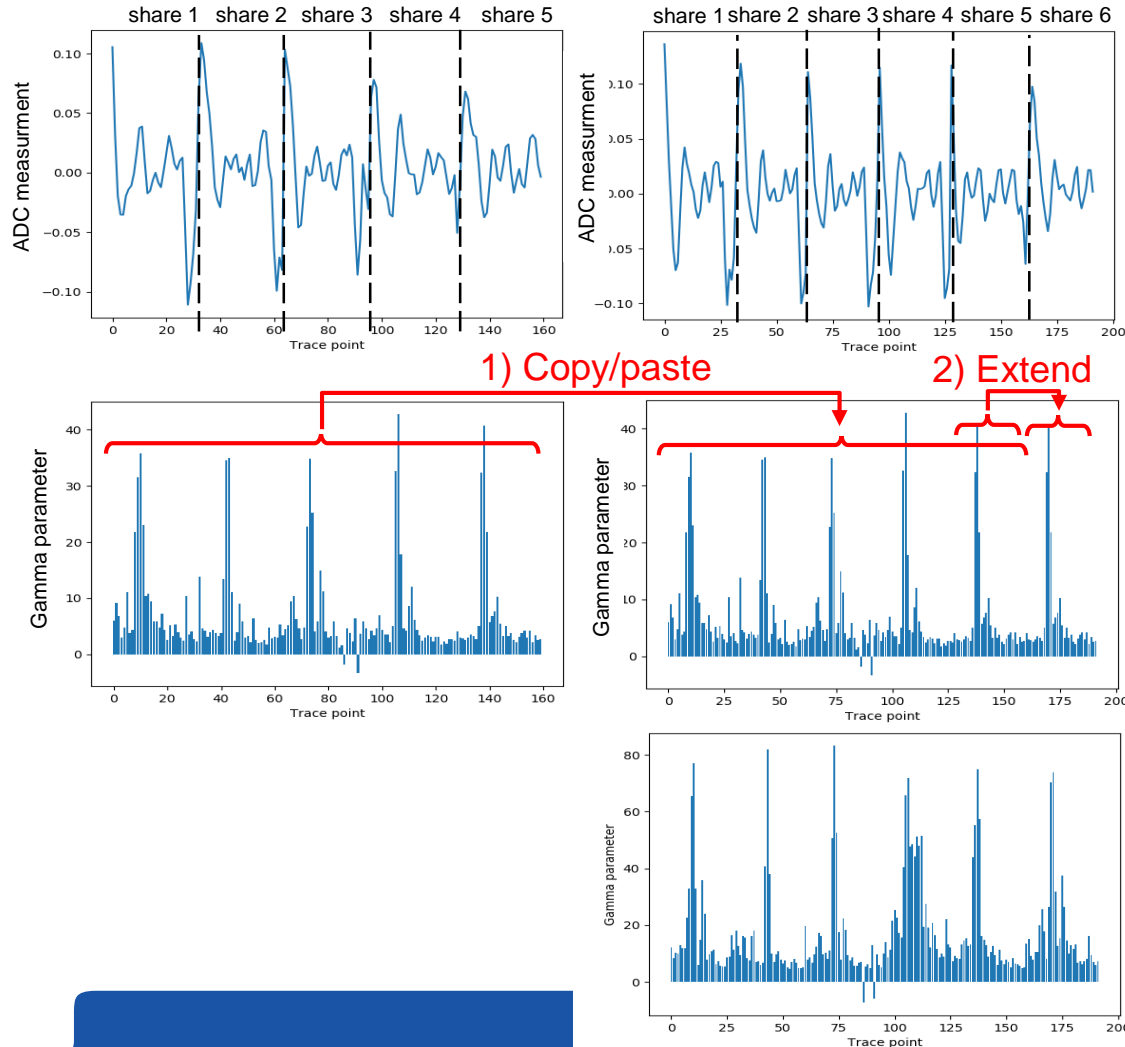 share 1 share 2 share 3 share 4 share 5
ADC measurment
0.10
0.05
0.00
−0.05
−0.10
0 20 40 60 80 100 120 140 160
Trace point
share 1 share 2 share 3 share 4 share 5 share 6
ADC measurment
0.10
0.05
0.00
0.05
−0.10
0 25 50 75 100 125 150 175 200
Trace point
1) Copy/paste
2) Extend
Gamma parameter
40
30
20
10
0
0 20 40 60 80 100 120 140 160
Trace point
Gamma parameter
40
30
20
10
0
0 25 50 75 100 125 150 175 200
Trace point
Gamma parameter
80
60
40
20
0
0 25 50 75 100 125 150 175 200
Trace point